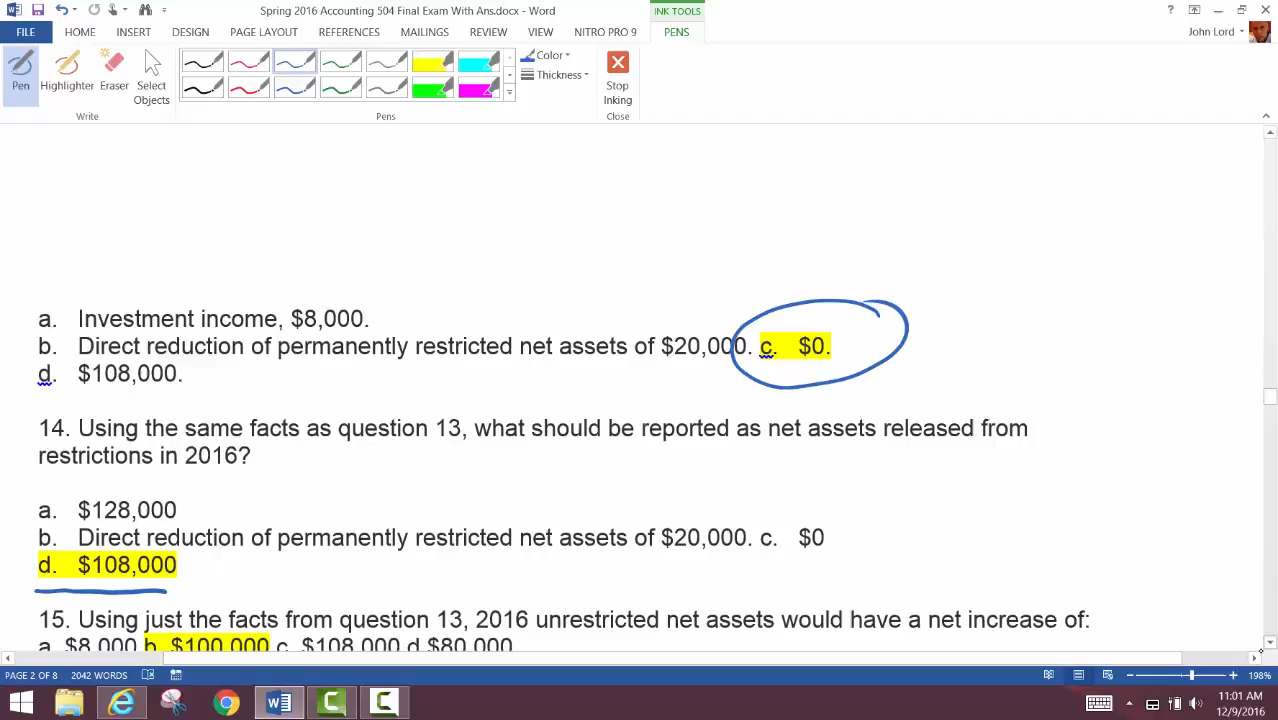 Spring 2016 Accounting 504 Final Exam With Ans.docx - Word
INK TOOLS
FILE HOME INSERT DESIGN PAGE LAYOUT REFERENCES MAILINGS REVIEW VIEW NITRO PRO 9 PENS John Lord
Pen Highlighter Eraser Select Objects
Color
Thickness
Stop Inking
Write Pens Close
a. Investment income, $8,000.
b. Direct reduction of permanently restricted net assets of $20,000. c. $0.
d. $108,000.
14. Using the same facts as question 13, what should be reported as net assets released from
restrictions in 2016?
a. $128,000
b. Direct reduction of permanently restricted net assets of $20,000. c. $0
d. $108,000
15. Using just the facts from question 13, 2016 unrestricted net assets would have a net increase of:
a. $8,000 b. $100,000 c. $108,000 d $80,000
PAGE 2 OF 8 2042 WORDS 198%
11:01 AM
12/9/2016